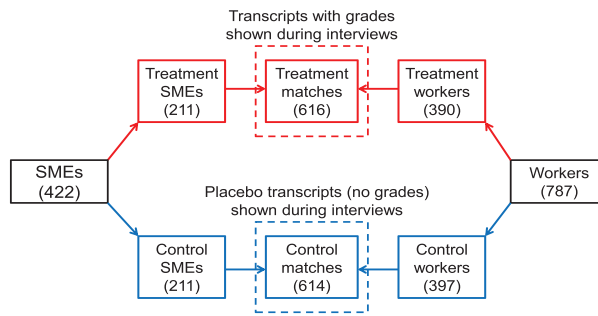 Transcripts with grades
shown during interviews
Treatment
SMEs
(211)
Treatment
matches
(616)
Treatment
workers
(390)
SMEs
(422)
Workers
(787)
Placebo transcripts (no grades)
shown during interviews
Control
SMEs
(211)
Control
matches
(614)
Control
workers
(397)